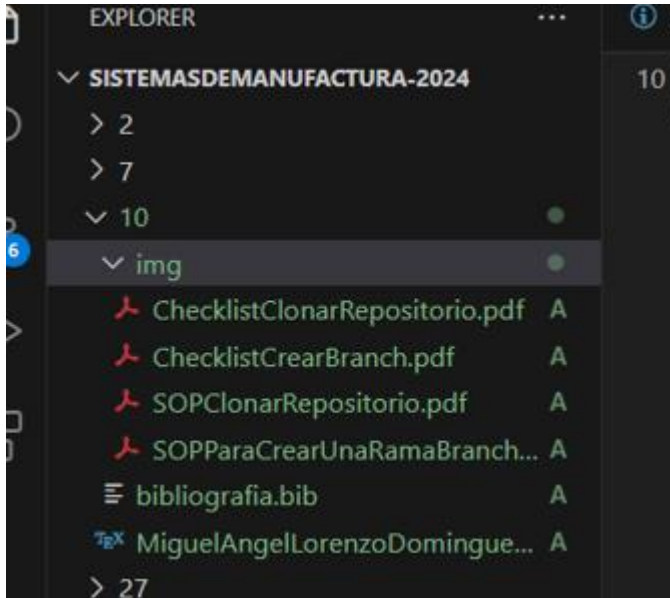 EXPLORER ...
SISTEMASDEMANUFACTURA-2024
10
2
7
10
6
img
ChecklistClonarRepositorio.pdf A
ChecklistCrearBranch.pdf A
SOPClonarRepositorio.pdf A
SOPParaCrearUnaRamaBranch... A
bibliografia.bib A
TEX MiguelAngelLorenzoDomingue... A
27